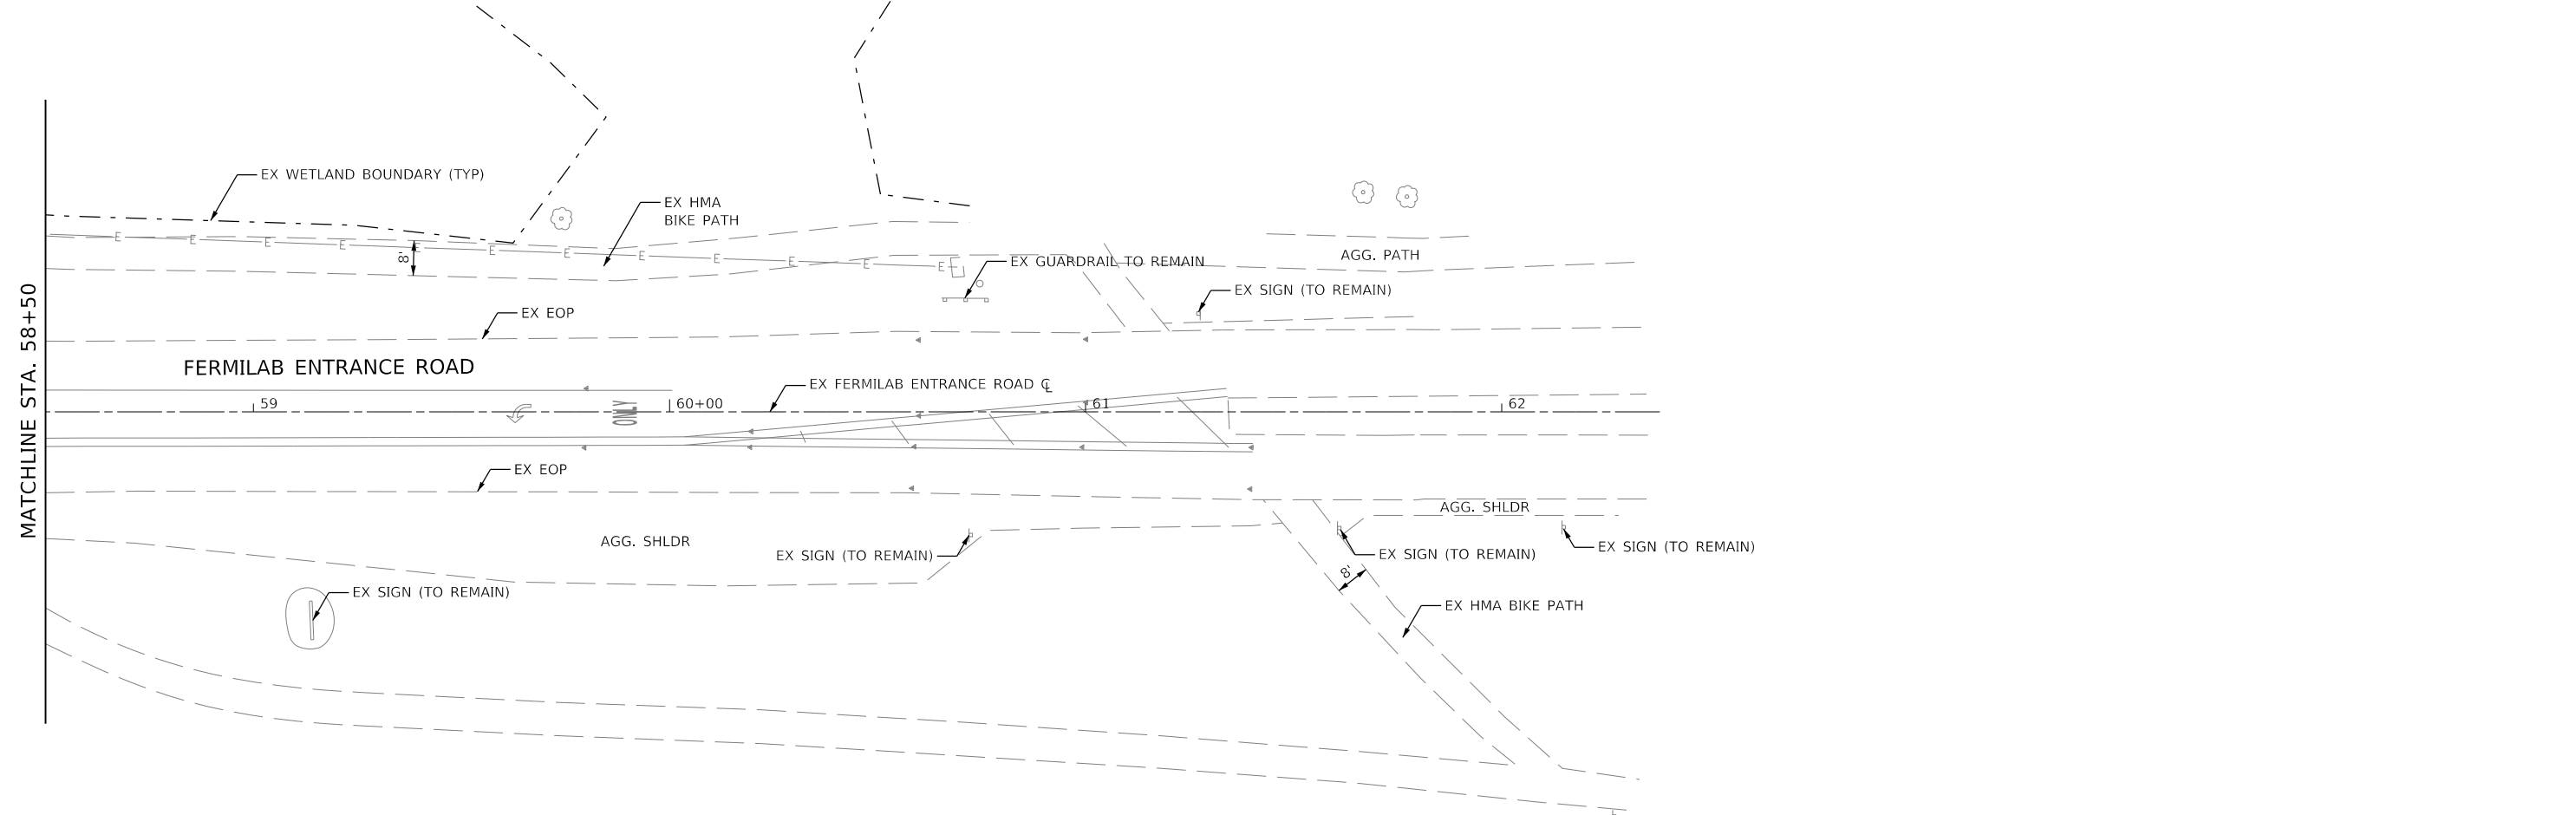 EX WETLAND BOUNDARY (TYP)
EX HMA
BIKE PATH
8'
E E E E E E E E E E E E
EX GUARDRAIL TO REMAIN
AGG. PATH
EX SIGN (TO REMAIN)
EX EOP
MATCHLINE STA. 58+50
FERMILAB ENTRANCE ROAD
EX FERMILAB ENTRANCE ROAD ℄
59
ONLY
60+00
61
62
EX EOP
AGG. SHLDR
AGG. SHLDR
EX SIGN (TO REMAIN)
EX SIGN (TO REMAIN)
EX SIGN (TO REMAIN)
8'
EX SIGN (TO REMAIN)
EX HMA BIKE PATH